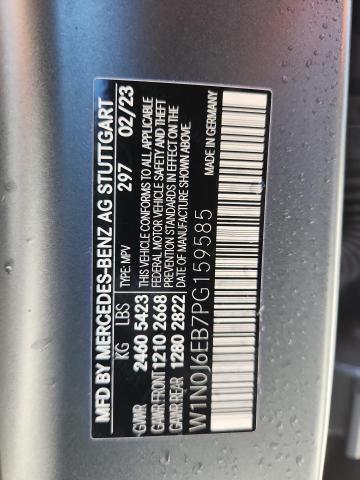 MFD BY MERCEDES-BENZ AG STUTTGART
KG LBS TYPE: MPV 297 02/23
GVWR 2460 5423 THIS VEHICLE CONFORMS TO ALL APPLICABLE
GAWR FRONT 1210 2668 FEDERAL MOTOR VEHICLE SAFETY AND THEFT
GAWR REAR 1280 2822 PREVENTION STANDARDS IN EFFECT ON THE
DATE OF MANUFACTURE SHOWN ABOVE.
W1N0J6EB7PG159585 MADE IN GERMANY